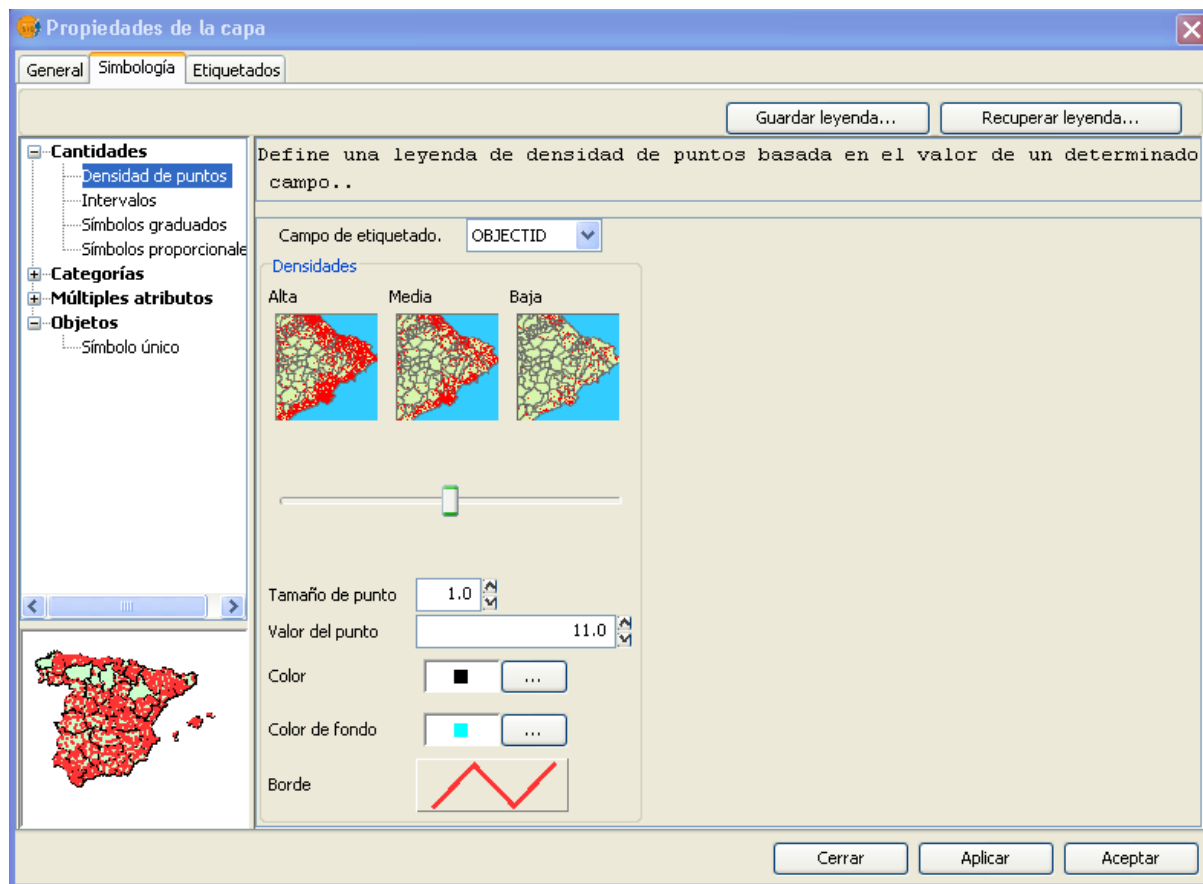 Propiedades de la capa
General Simbología Etiquetados
Guardar leyenda... Recuperar leyenda...
Cantidades
Densidad de puntos
Intervalos
Símbolos graduados
Símbolos proporcionale
Categorías
Múltiples atributos
Objetos
Símbolo único
Define una leyenda de densidad de puntos basada en el valor de un determinado
campo..
Campo de etiquetado. OBJECTID
Densidades
Alta Media Baja
Tamaño de punto 1.0
Valor del punto 11.0
Color ...
Color de fondo ...
Borde
Cerrar Aplicar Aceptar